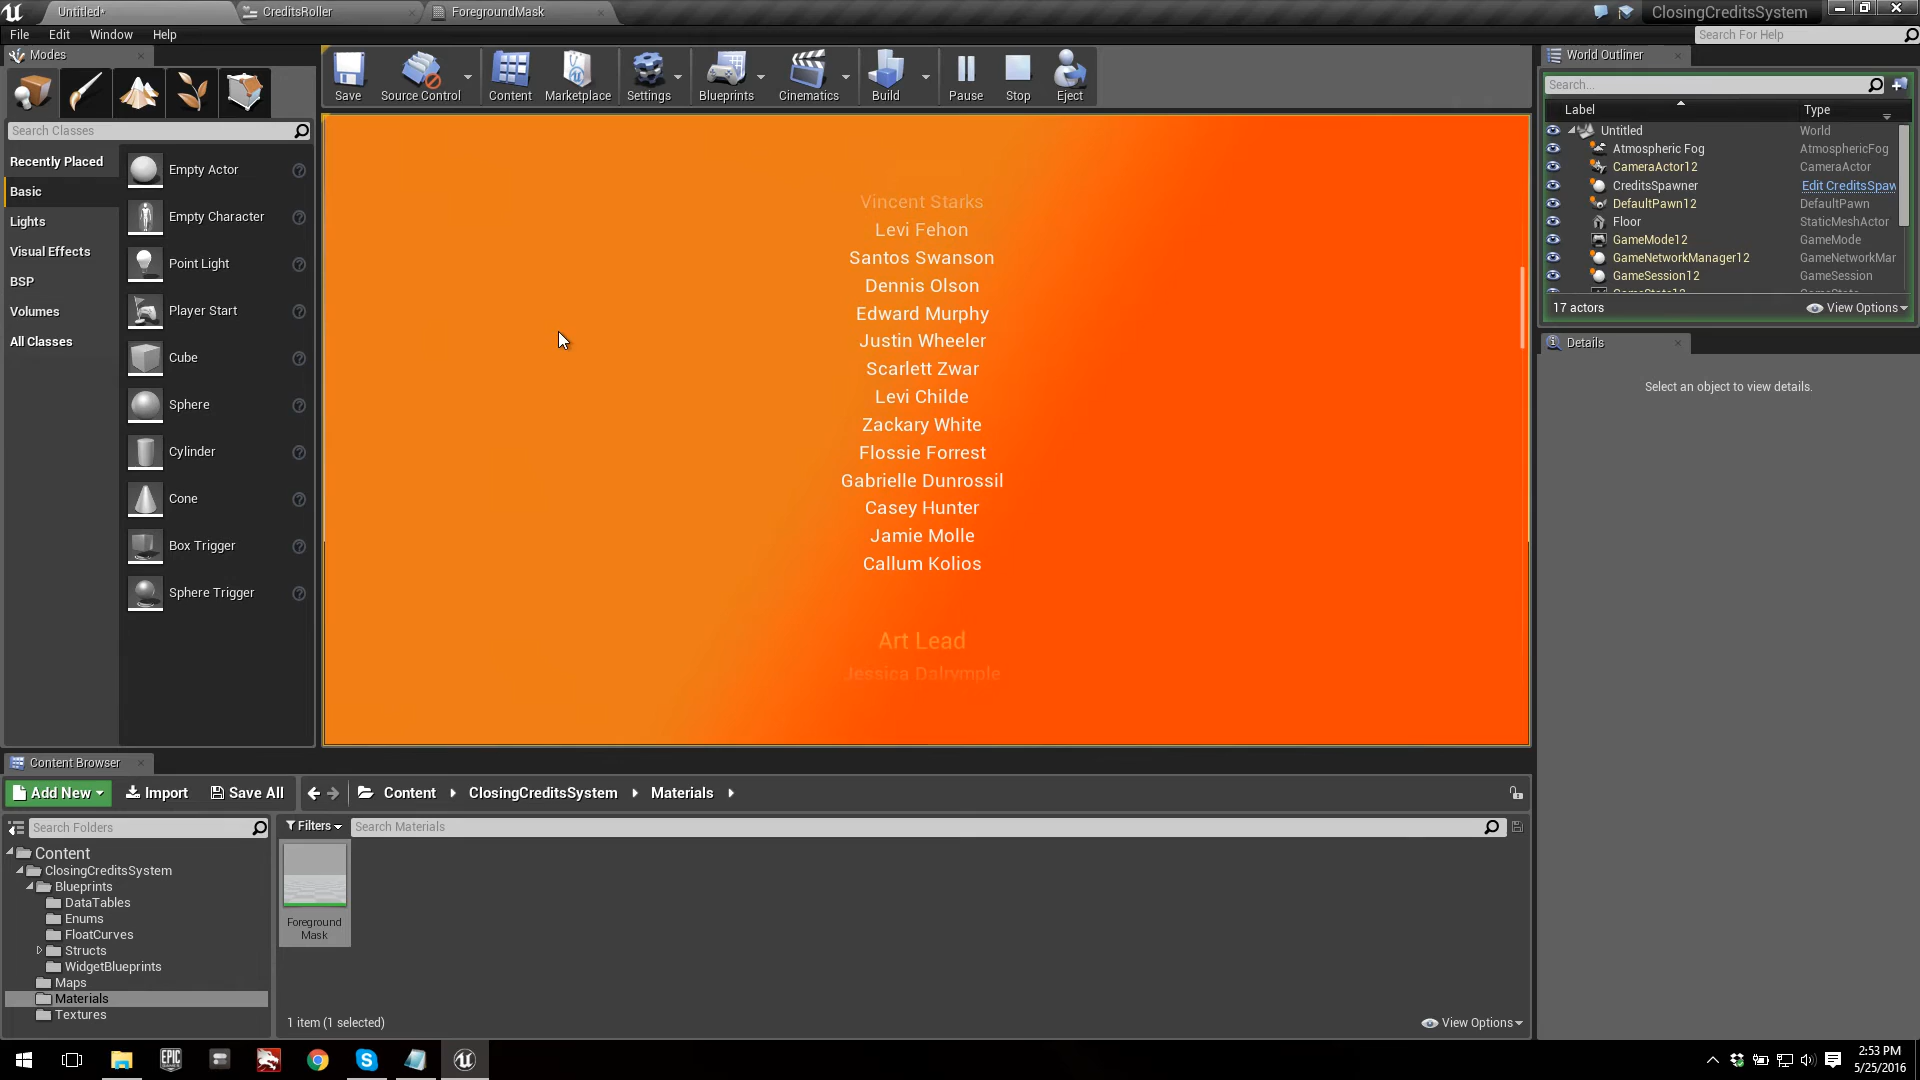 Untitled*
CreditsRoller
ForegroundMask
ClosingCreditsSystem
File
Edit
Window
Help
Search For Help
Modes
Search Classes
Recently Placed
Basic
Lights
Visual Effects
BSP
Volumes
All Classes
Empty Actor
Empty Character
Point Light
Player Start
Cube
Sphere
Cylinder
Cone
Box Trigger
Sphere Trigger
Save
Source Control
Content
Marketplace
Settings
Blueprints
Cinematics
Build
Pause
Stop
Eject
Vincent Starks
Levi Fehon
Santos Swanson
Dennis Olson
Edward Murphy
Justin Wheeler
Scarlett Zwar
Levi Childe
Zackary White
Flossie Forrest
Gabrielle Dunrossil
Casey Hunter
Jamie Molle
Callum Kolios
Art Lead
Jessica Dalrymple
World Outliner
Search...
Label
Type
Untitled
World
Atmospheric Fog
AtmosphericFog
CameraActor12
CameraActor
CreditsSpawner
Edit CreditsSpaw
DefaultPawn12
DefaultPawn
Floor
StaticMeshActor
GameMode12
GameMode
GameNetworkManager12
GameNetworkMar
GameSession12
GameSession
17 actors
View Options
Details
Select an object to view details.
Content Browser
Add New
Import
Save All
Content
ClosingCreditsSystem
Materials
Search Folders
Filters
Search Materials
Content
ClosingCreditsSystem
Blueprints
DataTables
Enums
FloatCurves
Structs
WidgetBlueprints
Maps
Materials
Textures
Foreground
Mask
1 item (1 selected)
View Options
EPIC
GAMES
2:53 PM
5/25/2016